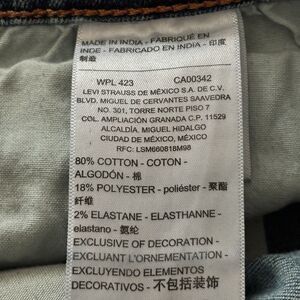 MADE IN INDIA - FABRIQUÉ EN
INDE - FABRICADO EN INDIA - 印度
制造
WPL 423 CA00342
LEVI STRAUSS DE MÉXICO S.A. DE C.V.
BLVD. MIGUEL DE CERVANTES SAAVEDRA
NO. 301, TORRE NORTE PISO 7
COL. AMPLIACIÓN GRANADA C.P. 11529
ALCALDÍA. MIGUEL HIDALGO
CIUDAD DE MÉXICO, MÉXICO
RFC: LSM660818M98
80% COTTON - COTON -
ALGODÓN - 棉
18% POLYESTER - poliéster - 聚酯
纤维
2% ELASTANE - ELASTHANNE -
elastano - 氨纶
EXCLUSIVE OF DECORATION -
EXCLUANT L'ORNEMENTATION -
EXCLUYENDO ELEMENTOS
DECORATIVOS - 不包括装饰